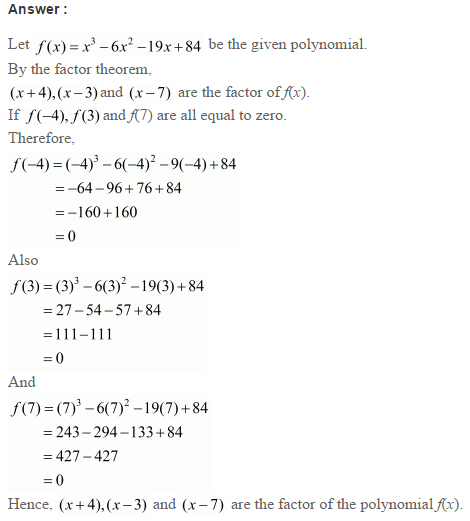 Answer :
Let f(x) = x³ – 6x² – 19x + 84 be the given polynomial.
By the factor theorem,
(x + 4), (x – 3) and (x – 7) are the factor of f(x).
If f(–4), f(3) and f(7) are all equal to zero.
Therefore,
f(–4) = (–4)³ – 6(–4)² – 9(–4) + 84
= –64 – 96 + 76 + 84
= –160 + 160
= 0
Also
f(3) = (3)³ – 6(3)² – 19(3) + 84
= 27 – 54 – 57 + 84
= 111 – 111
= 0
And
f(7) = (7)³ – 6(7)² – 19(7) + 84
= 243 – 294 – 133 + 84
= 427 – 427
= 0
Hence, (x + 4), (x – 3) and (x – 7) are the factor of the polynomial f(x).